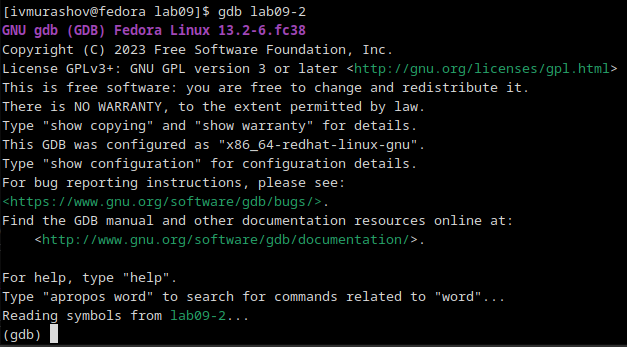 [ivmurashov@fedora lab09]$ gdb lab09-2
GNU gdb (GDB) Fedora Linux 13.2-6.fc38
Copyright (C) 2023 Free Software Foundation, Inc.
License GPLv3+: GNU GPL version 3 or later <http://gnu.org/licenses/gpl.html>
This is free software: you are free to change and redistribute it.
There is NO WARRANTY, to the extent permitted by law.
Type "show copying" and "show warranty" for details.
This GDB was configured as "x86_64-redhat-linux-gnu".
Type "show configuration" for configuration details.
For bug reporting instructions, please see:
<https://www.gnu.org/software/gdb/bugs/>.
Find the GDB manual and other documentation resources online at:
    <http://www.gnu.org/software/gdb/documentation/>.

For help, type "help".
Type "apropos word" to search for commands related to "word"...
Reading symbols from lab09-2...
(gdb)